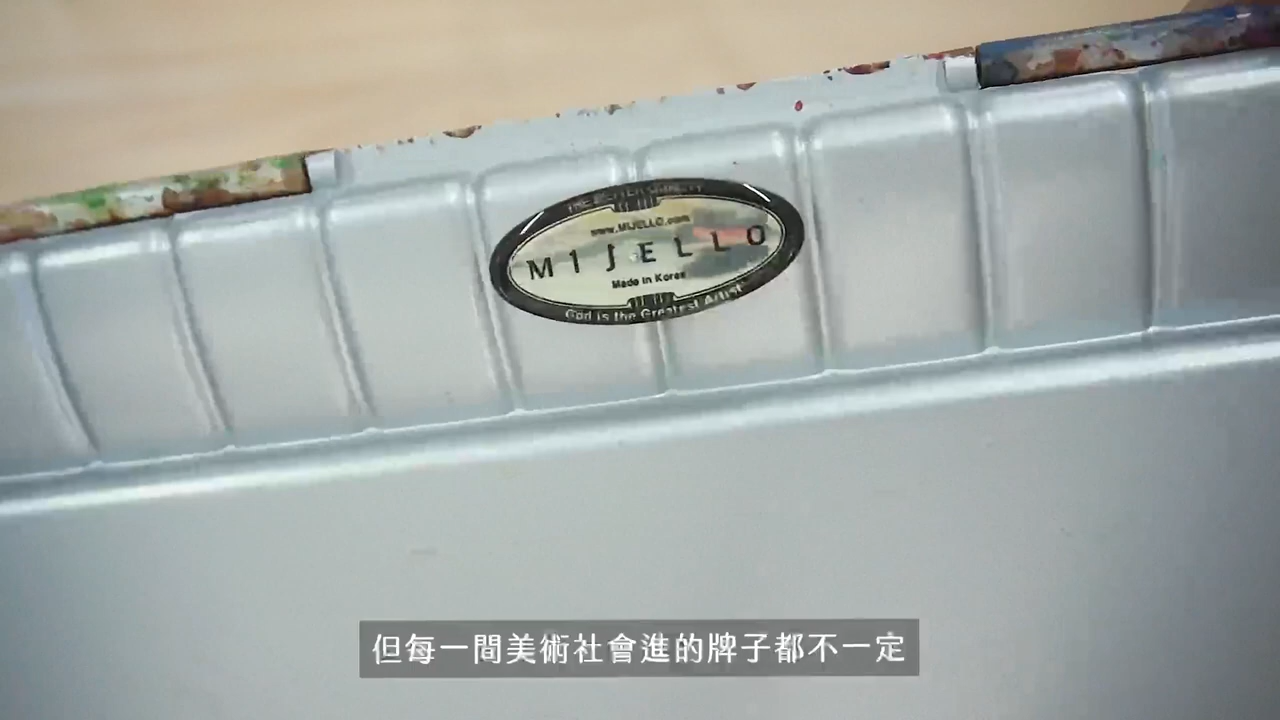 THE BETTER QUALITY
www.MIJELLO.com
MIJELLO
Made in Korea
God is the Greatest Artist
但每一間美術社會進的牌子都不一定